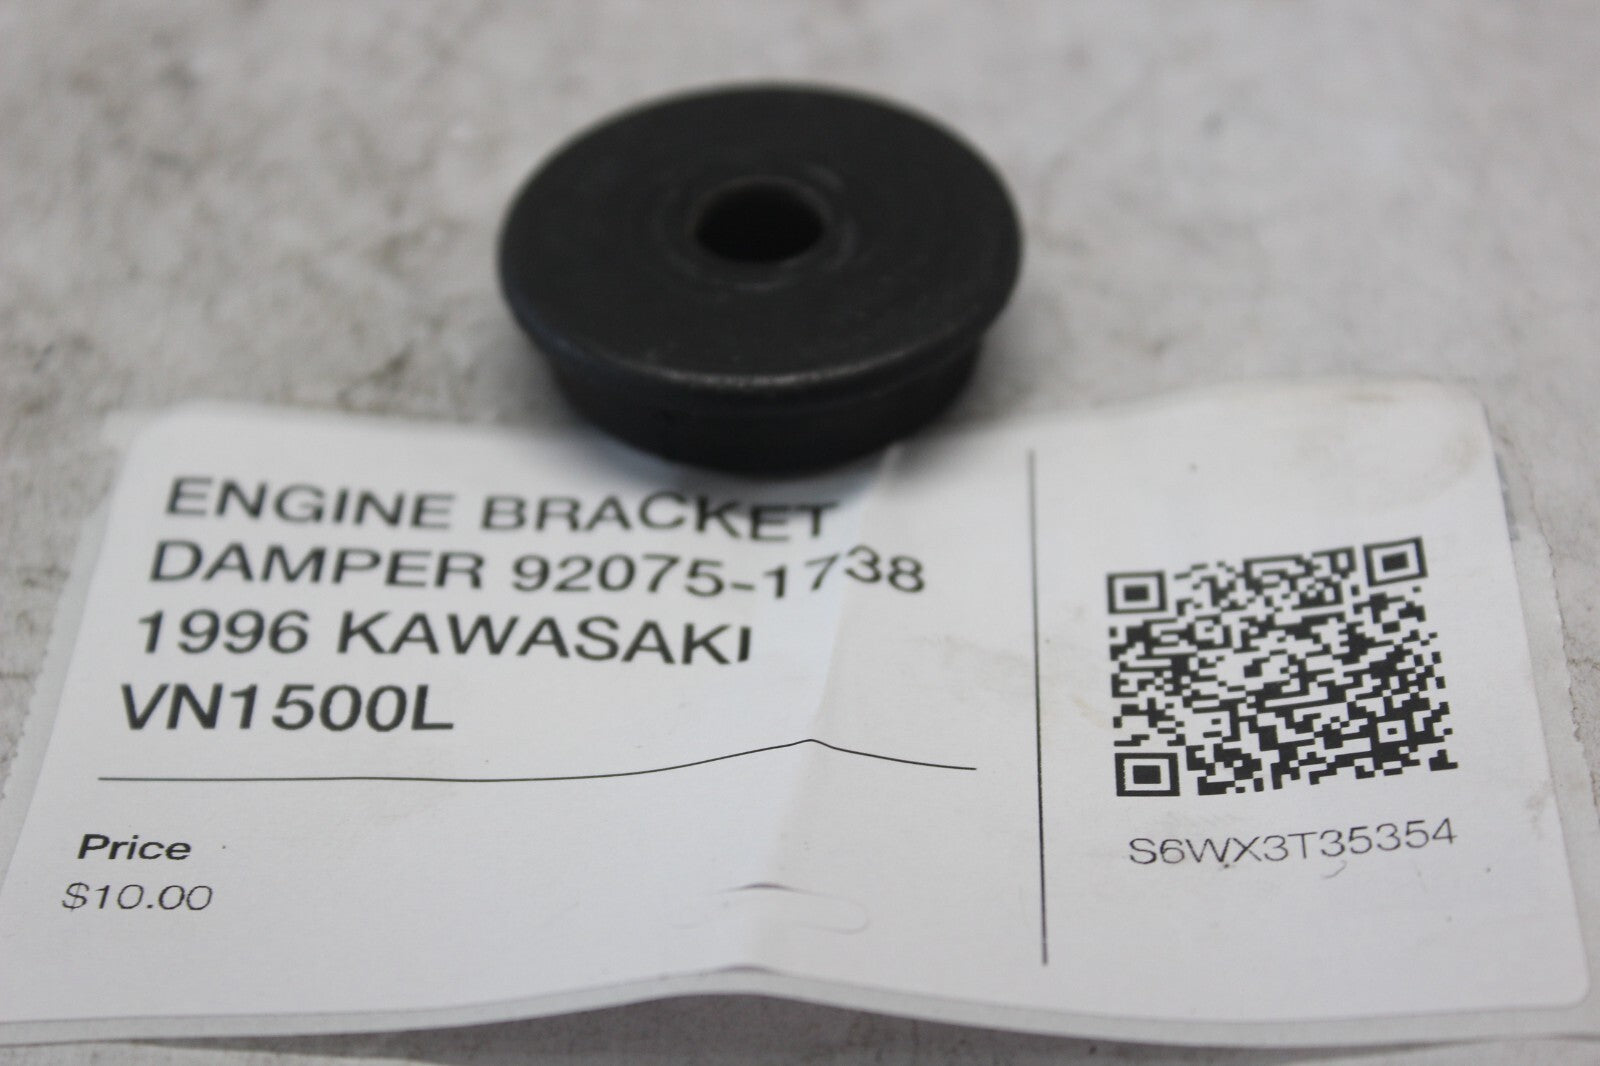 ENGINE BRACKET
DAMPER 92075-1738
1996 KAWASAKI
VN1500L
Price
$10.00
S6WX3T35354